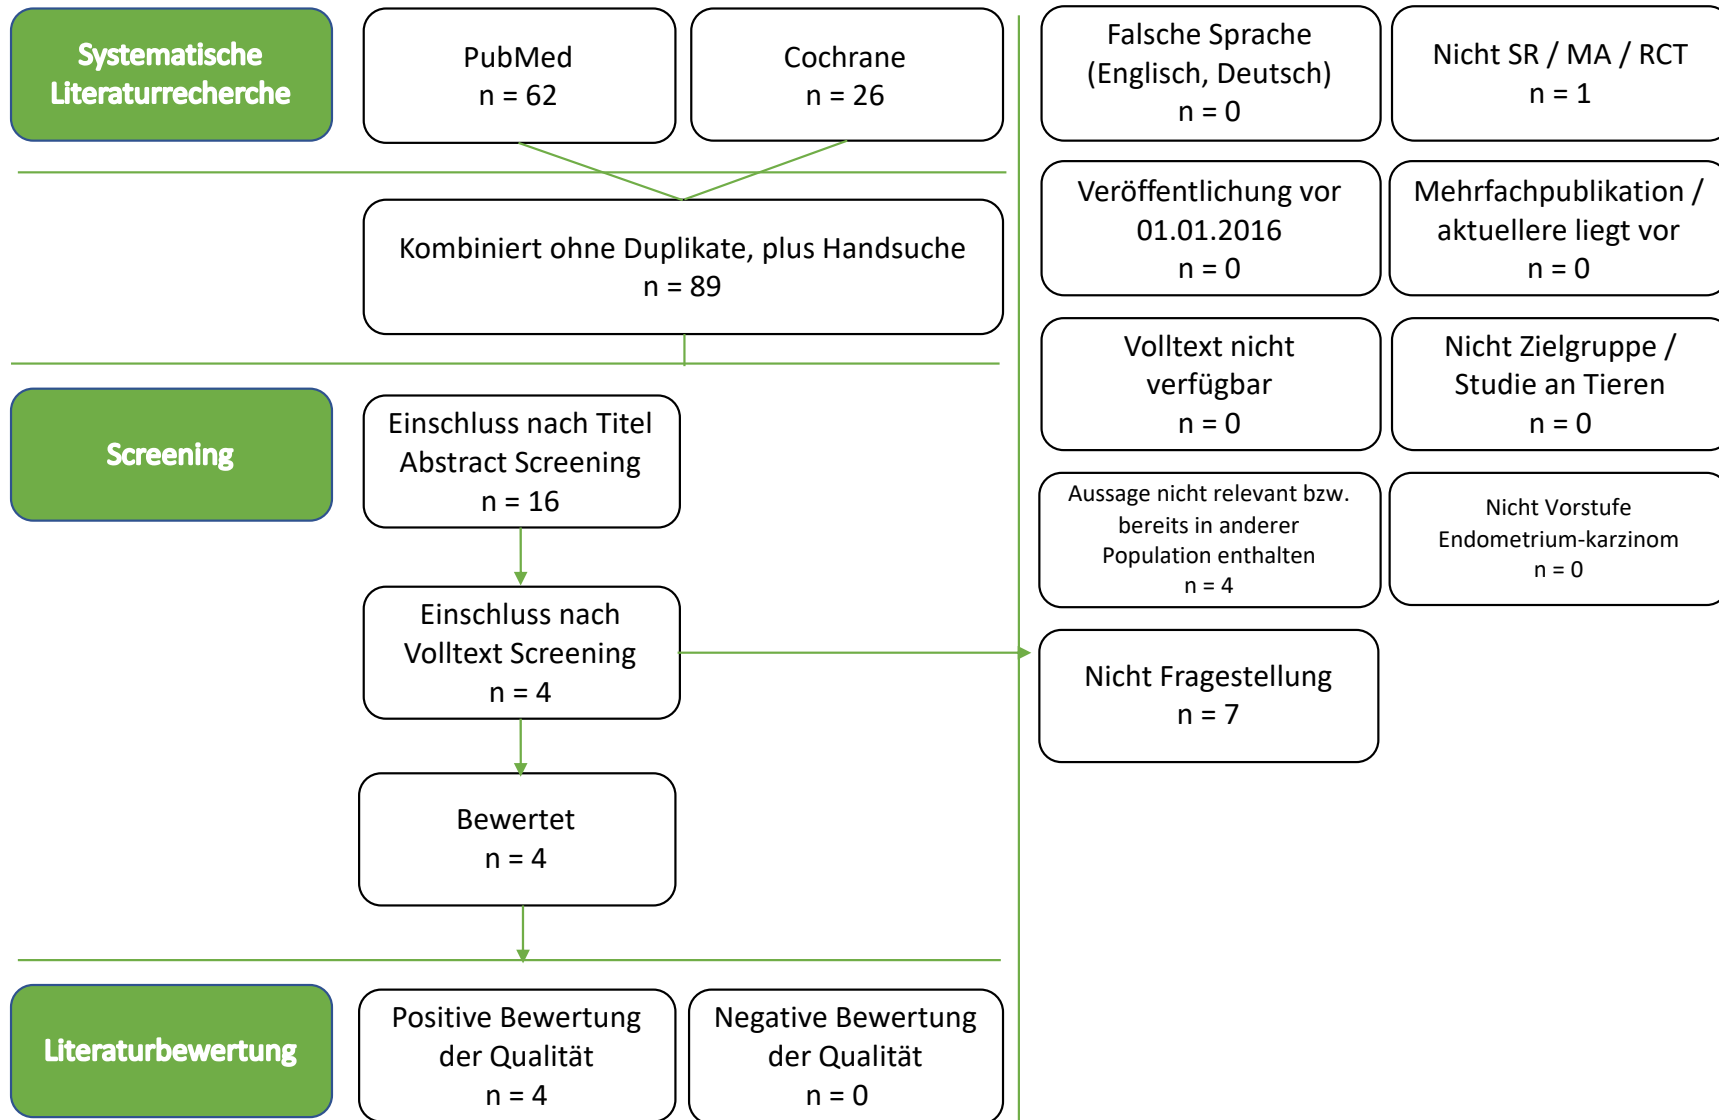 Systematische
Literaturrecherche
PubMed
n = 62
Cochrane
n = 26
Kombiniert ohne Duplikate, plus Handsuche
n = 89
Screening
Einschluss nach Titel
Abstract Screening
n = 16
Einschluss nach
Volltext Screening
n = 4
Bewertet
n = 4
Literaturbewertung
Positive Bewertung
der Qualität
n = 4
Negative Bewertung
der Qualität
n = 0
Falsche Sprache
(Englisch, Deutsch)
n = 0
Nicht SR / MA / RCT
n = 1
Veröffentlichung vor
01.01.2016
n = 0
Mehrfachpublikation /
aktuellere liegt vor
n = 0
Volltext nicht
verfügbar
n = 0
Nicht Zielgruppe /
Studie an Tieren
n = 0
Aussage nicht relevant bzw.
bereits in anderer
Population enthalten
n = 4
Nicht Vorstufe
Endometrium-karzinom
n = 0
Nicht Fragestellung
n = 7